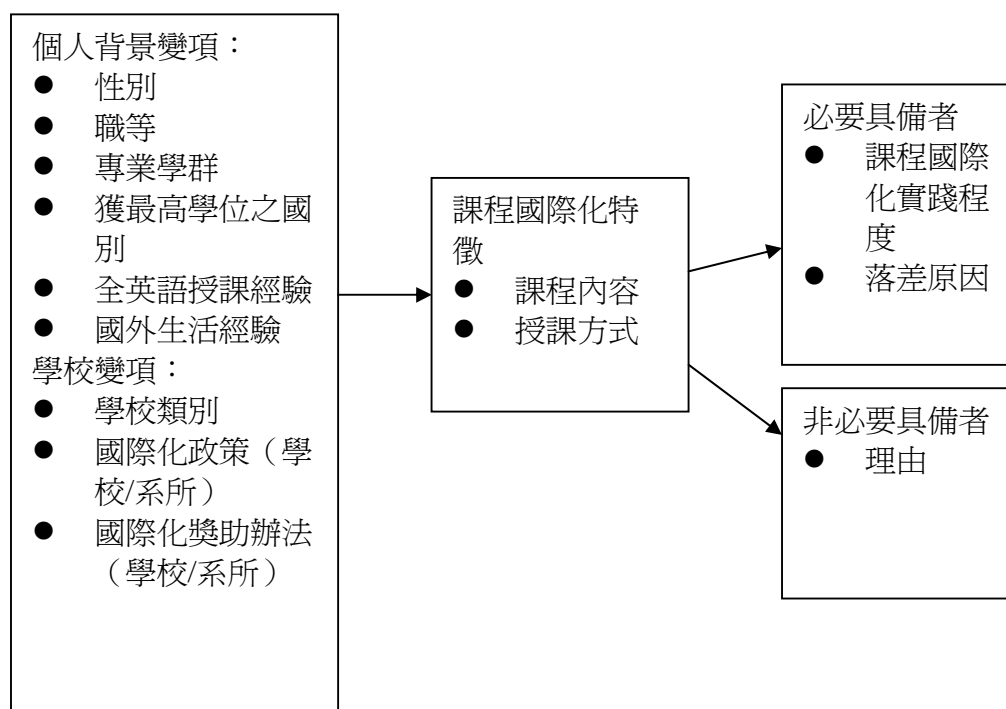 個人背景變項：
● 性別
● 職等
● 專業學群
● 獲最高學位之國
別
● 全英語授課經驗
● 國外生活經驗
學校變項：
● 學校類別
● 國際化政策（學
校/系所）
● 國際化獎助辦法
（學校/系所）
課程國際化特
徵
● 課程內容
● 授課方式
必要具備者
● 課程國際
化實踐程
度
● 落差原因
非必要具備者
● 理由